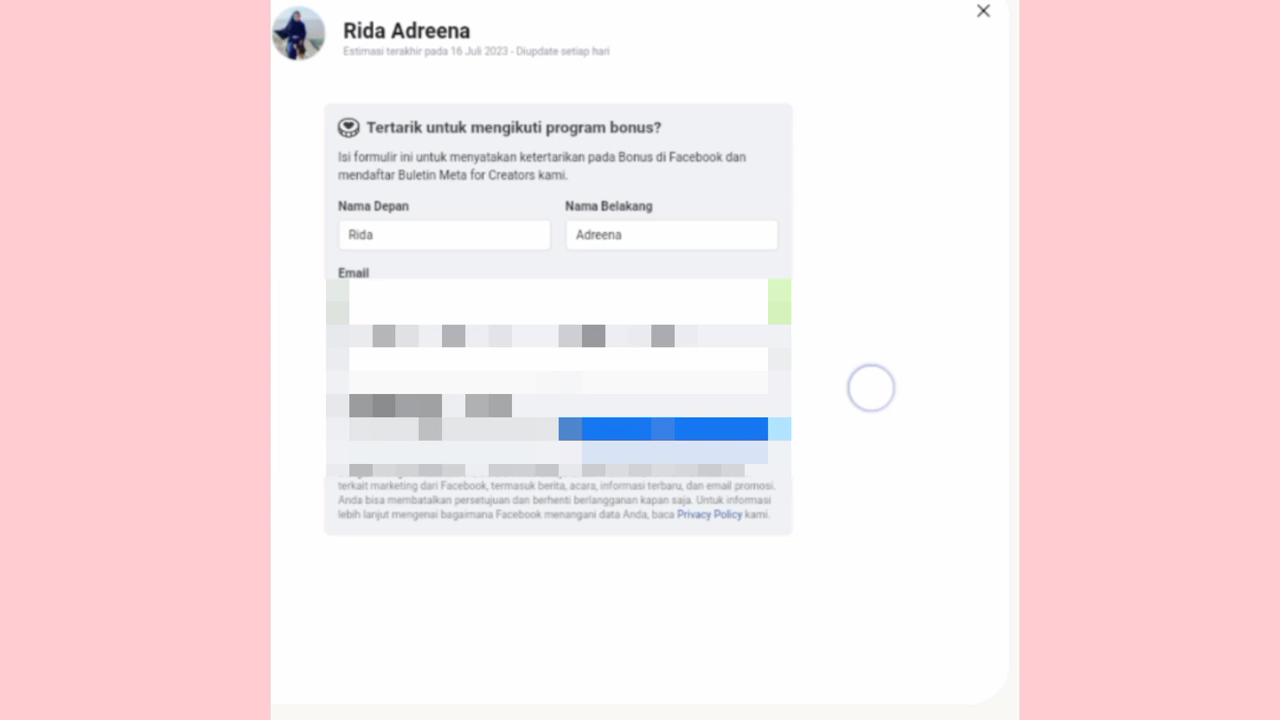 Rida Adreena
Estimasi terakhir pada 16 Juli 2023 - Diupdate setiap hari
Tertarik untuk mengikuti program bonus?
Isi formulir ini untuk menyatakan ketertarikan pada Bonus di Facebook dan
mendaftar Buletin Meta for Creators kami.
Nama Depan
Nama Belakang
Rida
Adreena
Email
terkait marketing dari Facebook, termasuk berita, acara, informasi terbaru, dan email promosi.
Anda bisa membatalkan persetujuan dan berhenti berlangganan kapan saja. Untuk informasi
lebih lanjut mengenai bagaimana Facebook menangani data Anda, baca Privacy Policy kami.